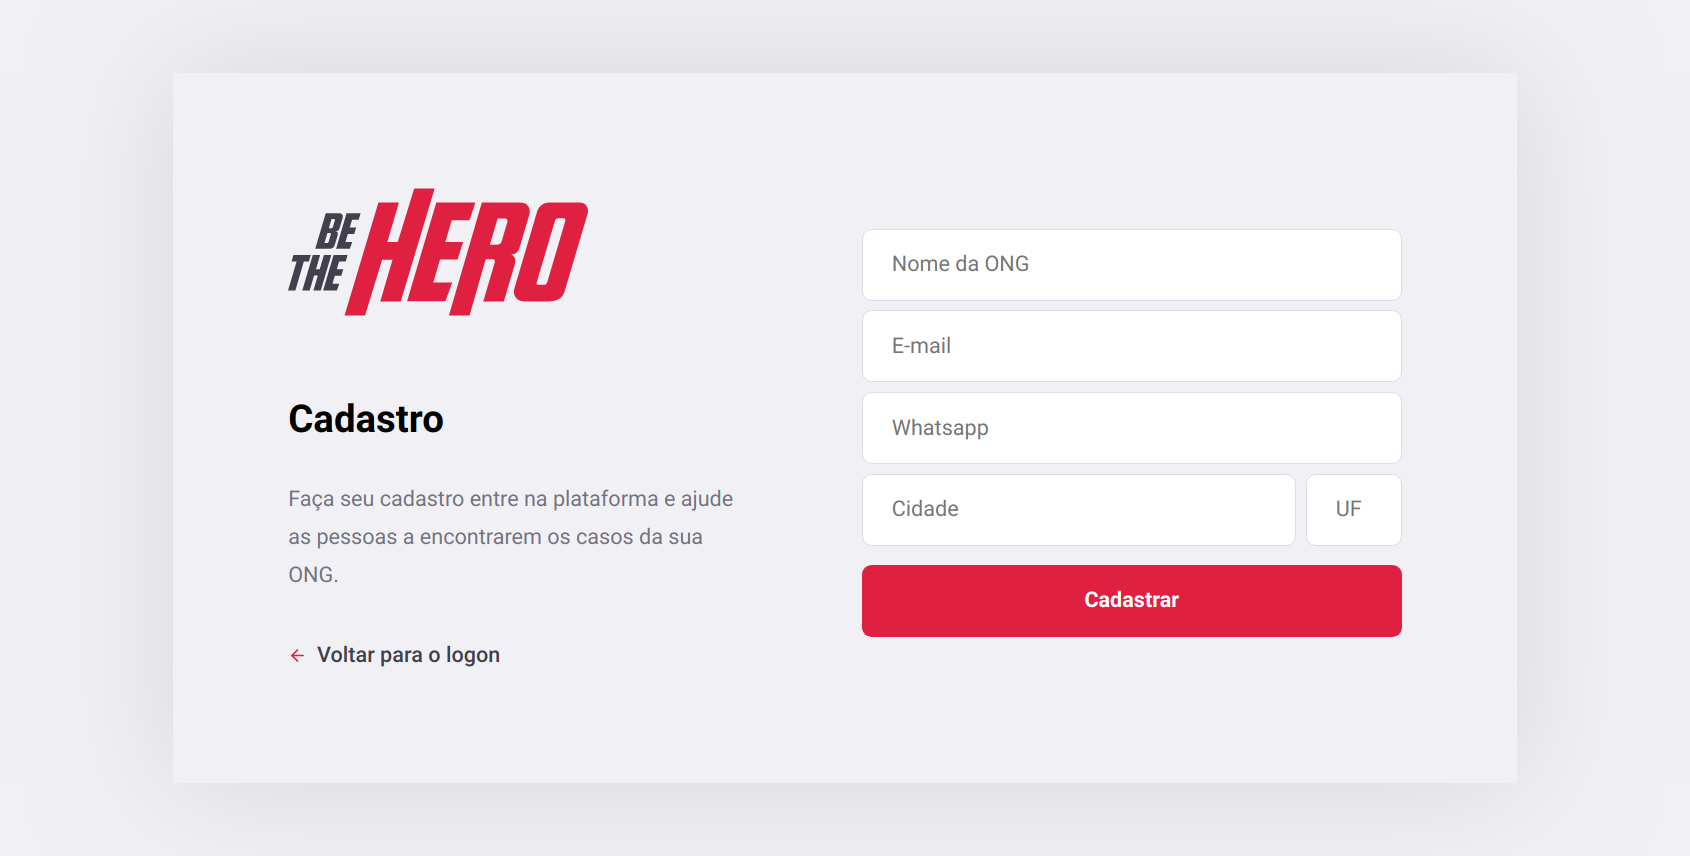 BE
THE
HERO
Cadastro
Faça seu cadastro entre na plataforma e ajude
as pessoas a encontrarem os casos da sua
ONG.
Voltar para o logon
Nome da ONG
E-mail
Whatsapp
Cidade
UF
Cadastrar